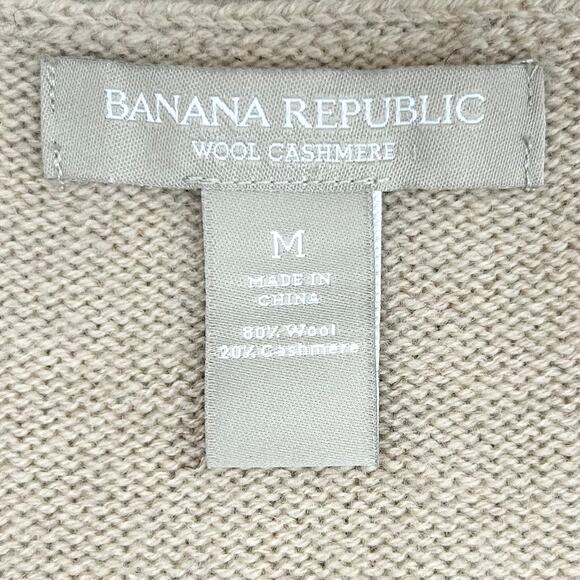 BANANA REPUBLIC
WOOL CASHMERE
M
MADE IN
CHINA
80% Wool
20% Cashmere